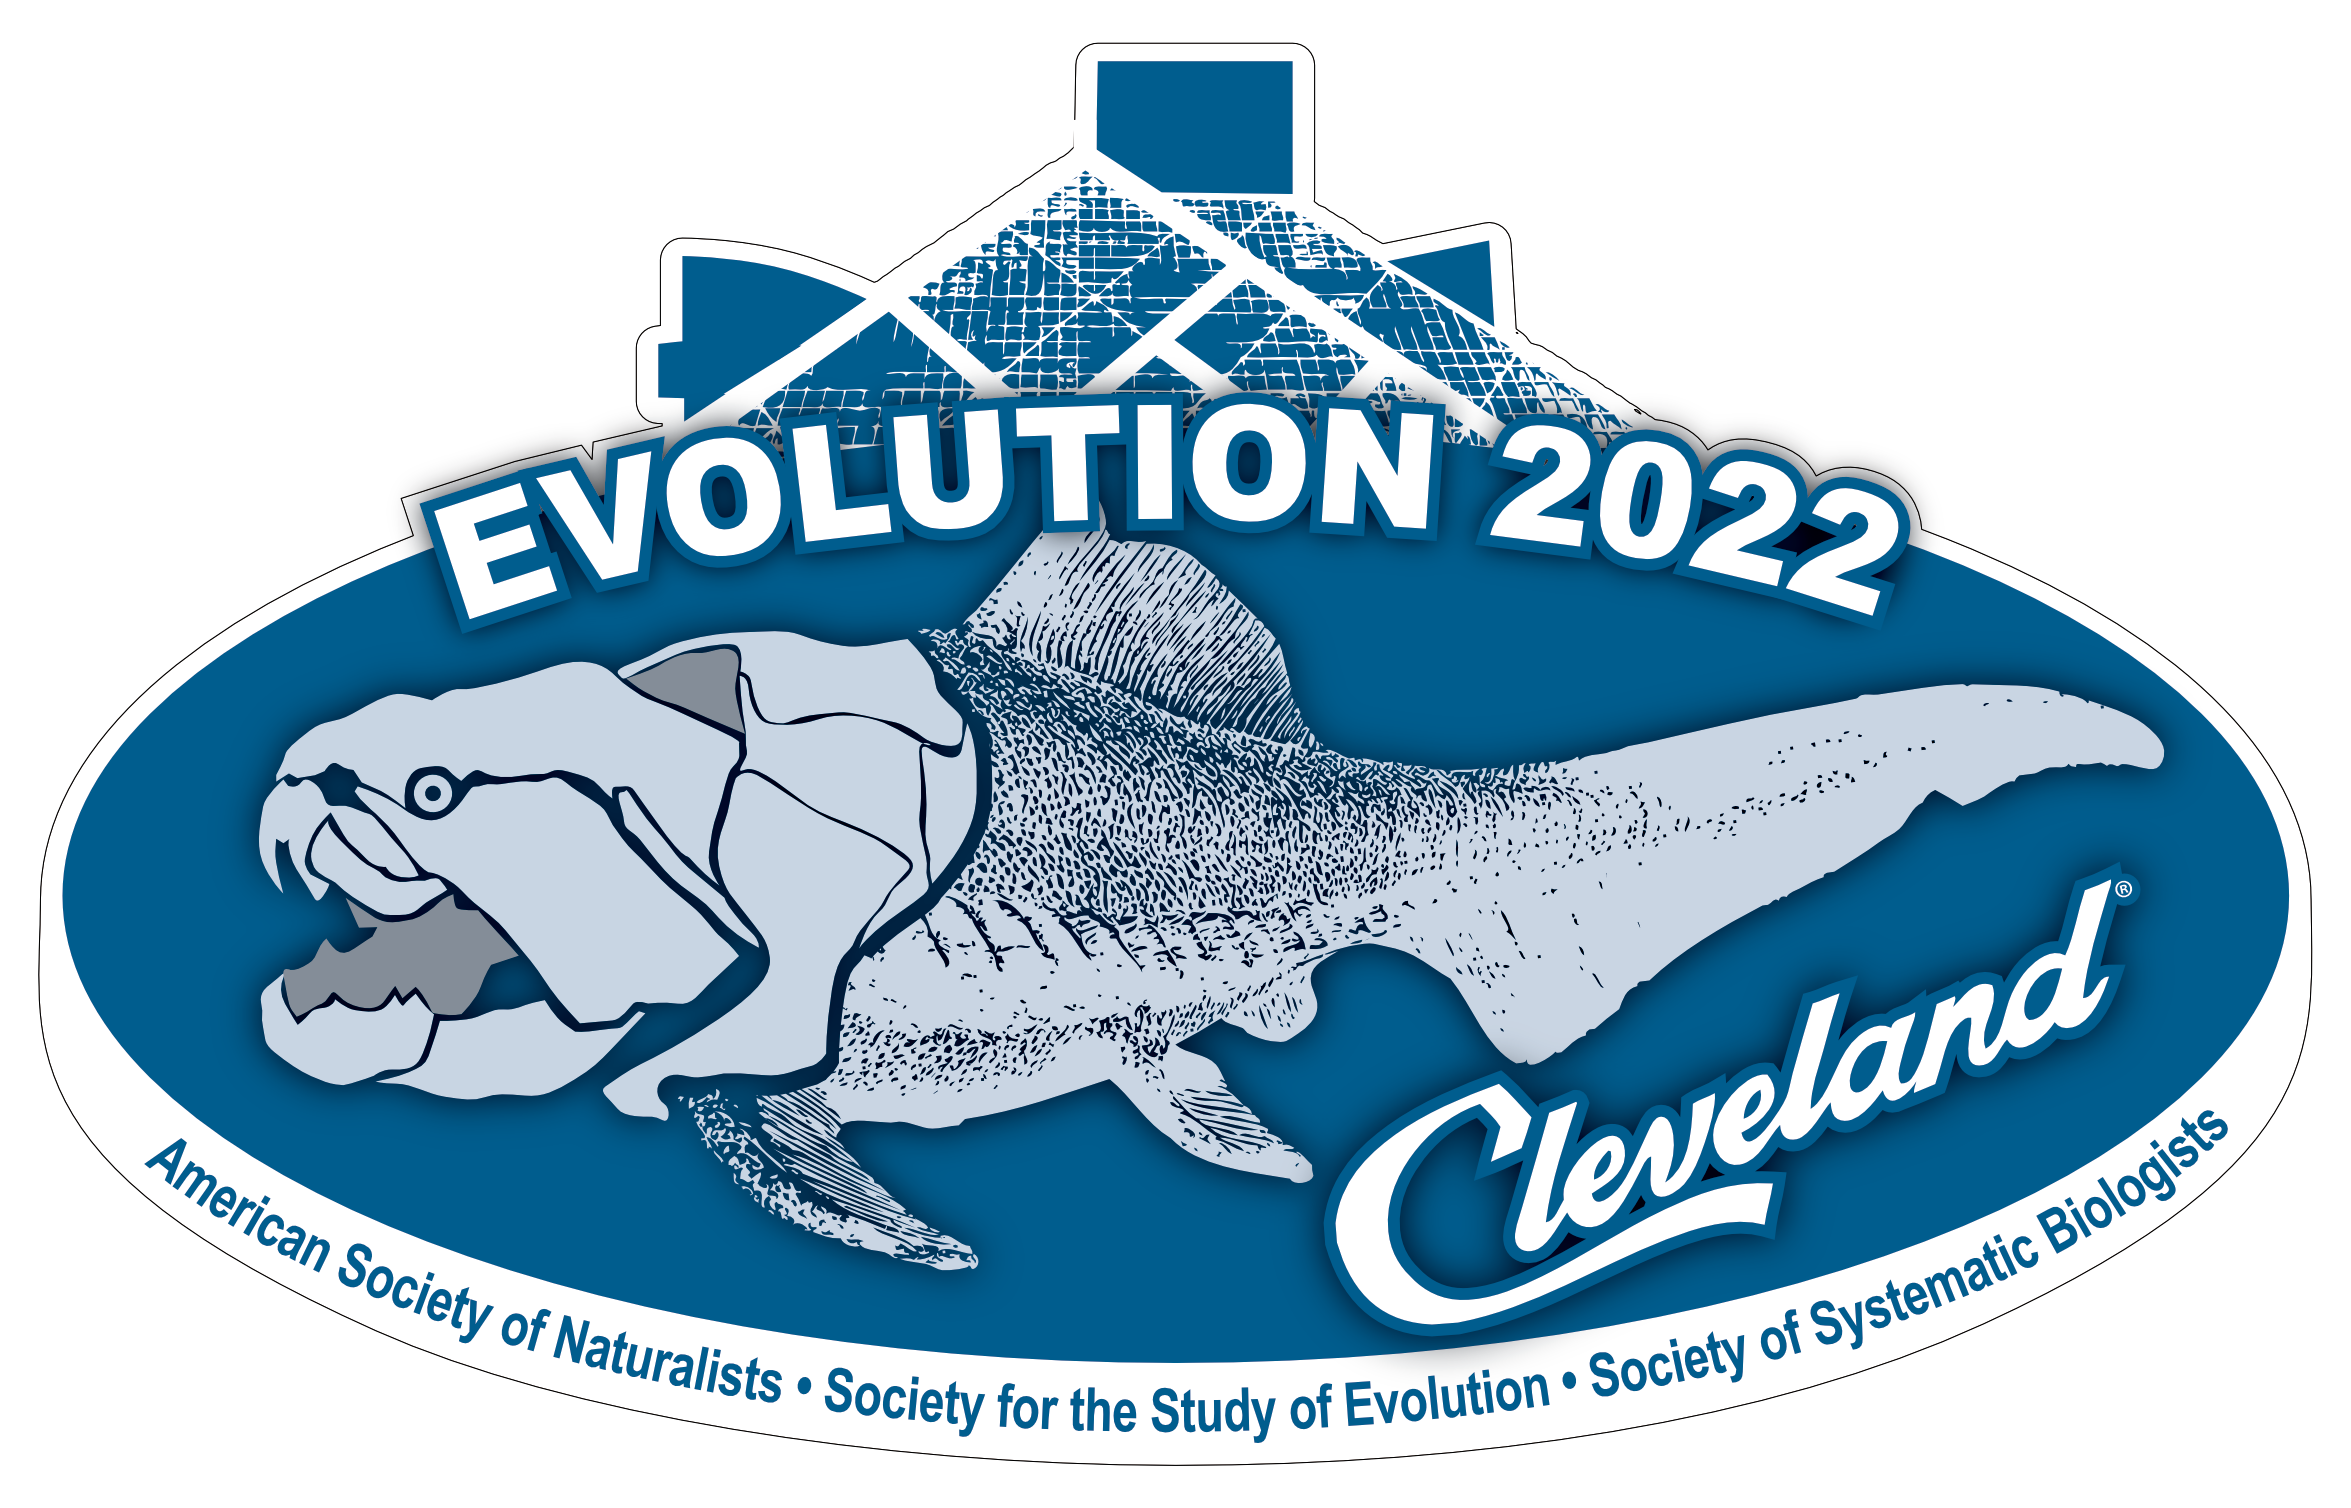 EVOLUTION 2022
Cleveland®
American Society of Naturalists • Society for the Study of Evolution • Society of Systematic Biologists